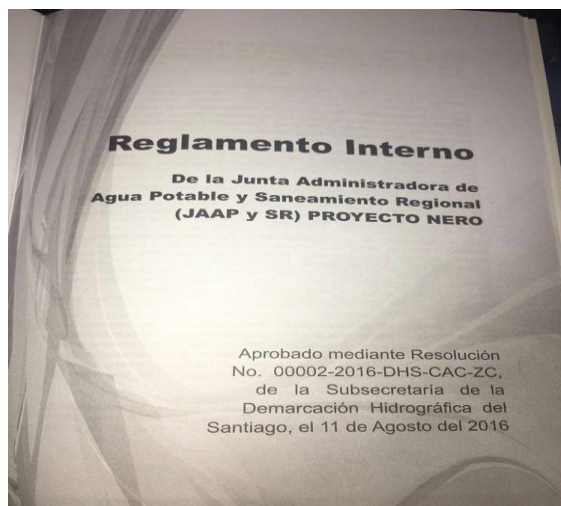 Reglamento Interno
De la Junta Administradora de
Agua Potable y Saneamiento Regional
(JAAP y SR) PROYECTO NERO
Aprobado mediante Resolución
No. 00002-2016-DHS-CAC-ZC,
de la Subsecretaría de la
Demarcación Hidrográfica del
Santiago, el 11 de Agosto del 2016